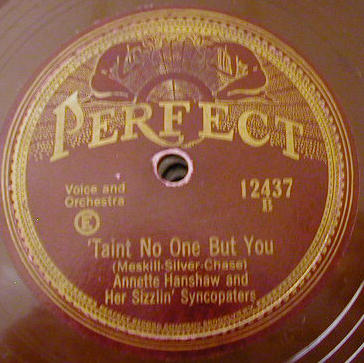 PERFECT
Voice and
Orchestra
E
12437
B
'Taint No One But You
(Meskill-Silver-Chase)
Annette Hanshaw and
Her Sizzlin' Syncopaters